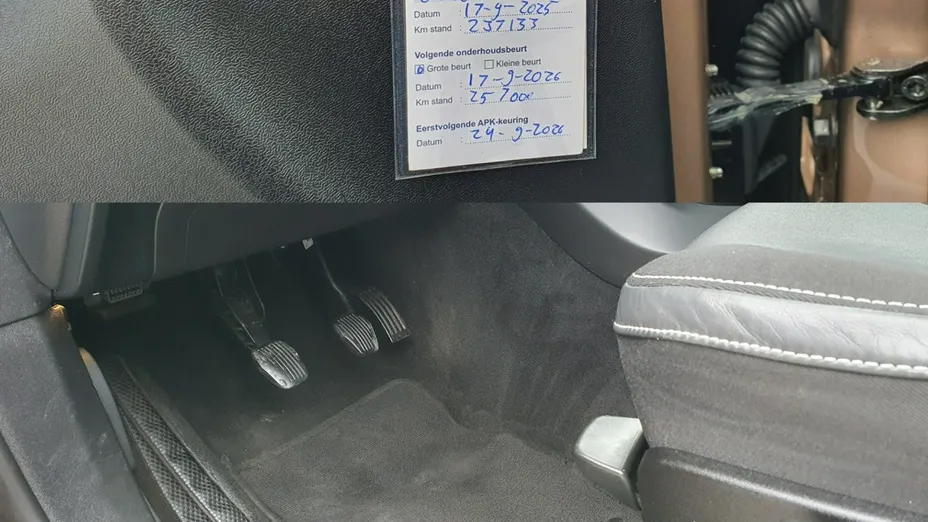 Datum : 17-9-2025
Km stand : 237133
Volgende onderhoudsbeurt
Grote beurt Kleine beurt
Datum : 17-9-2026
Km stand : 257000
Eerstvolgende APK-keuring
Datum : 24-9-2026